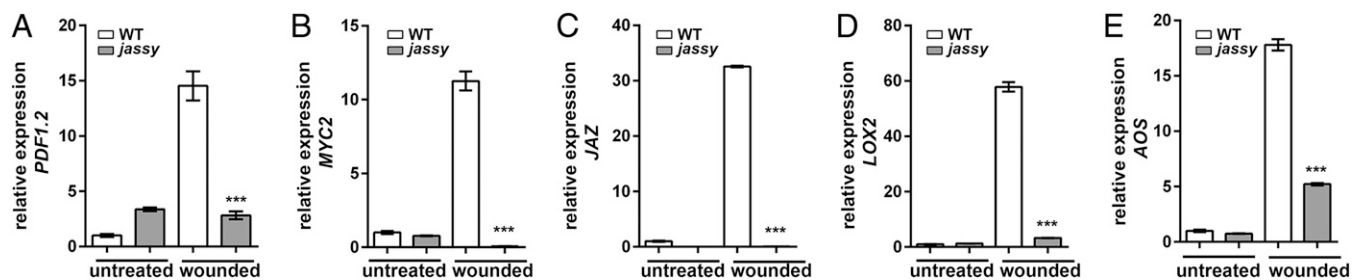 A
relative expression
PDF1.2
20
15
10
5
0
WT
jassy
***
untreated
wounded
B
relative expression
MYC2
15
10
5
0
WT
jassy
***
untreated
wounded
C
relative expression
JAZ
40
30
20
10
0
WT
jassy
***
untreated
wounded
D
relative expression
LOX2
80
60
40
20
0
WT
jassy
***
untreated
wounded
E
relative expression
AOS
20
15
10
5
0
WT
jassy
***
untreated
wounded